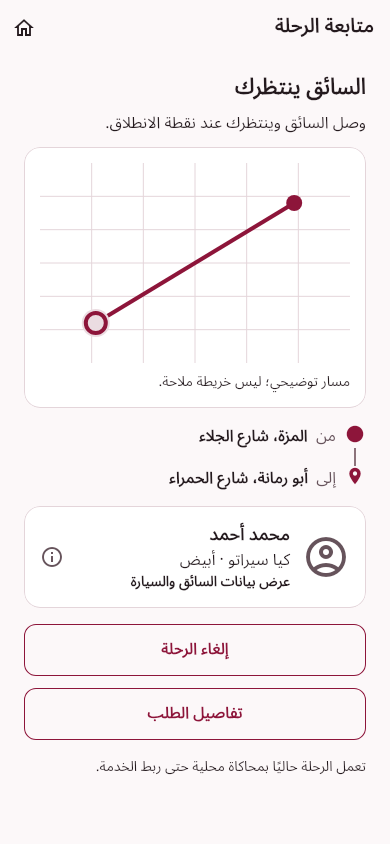 متابعة الرحلة
السائق ينتظرك
وصل السائق وينتظرك عند نقطة الانطلاق.
مسار توضيحي؛ ليس خريطة ملاحة.
من المزة، شارع الجلاء
إلى أبو رمانة، شارع الحمراء
محمد أحمد
كيا سيراتو · أبيض
عرض بيانات السائق والسيارة
إلغاء الرحلة
تفاصيل الطلب
تعمل الرحلة حاليًا بمحاكاة محلية حتى ربط الخدمة.